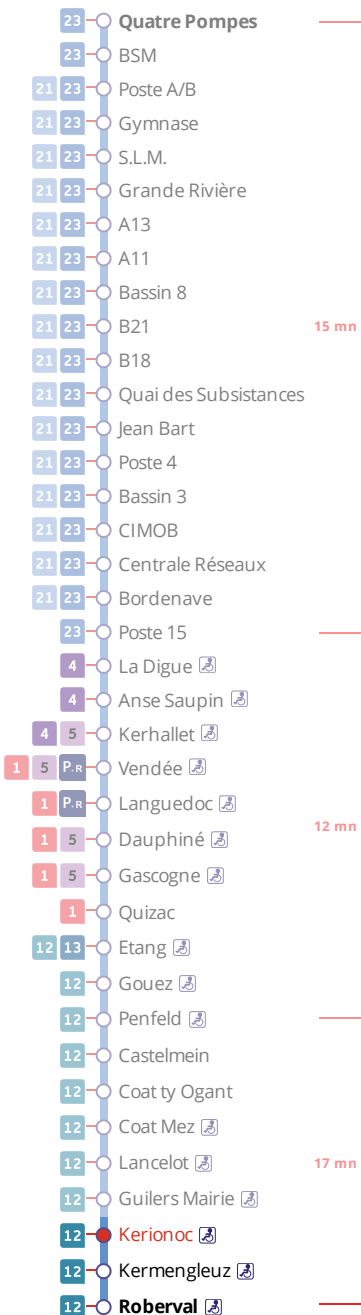 23 Quatre Pompes
23 BSM
21 23 Poste A/B
21 23 Gymnase
21 23 S.L.M.
21 23 Grande Rivière
21 23 A13
21 23 A11
21 23 Bassin 8
21 23 B21 15 mn
21 23 B18
21 23 Quai des Subsistances
21 23 Jean Bart
21 23 Poste 4
21 23 Bassin 3
21 23 CIMOB
21 23 Centrale Réseaux
21 23 Bordenave
23 Poste 15
4 La Digue
4 Anse Saupin
4 5 Kerhallet
1 5 P.R Vendée
1 P.R Languedoc
12 mn
1 5 Dauphiné
1 5 Gascogne
1 Quizac
12 13 Etang
12 Gouez
12 Penfeld
12 Castelmein
12 Coat ty Ogant
12 Coat Mez
12 Lancelot 17 mn
12 Guilers Mairie
12 Kerionoc
12 Kermengleuz
12 Roberval